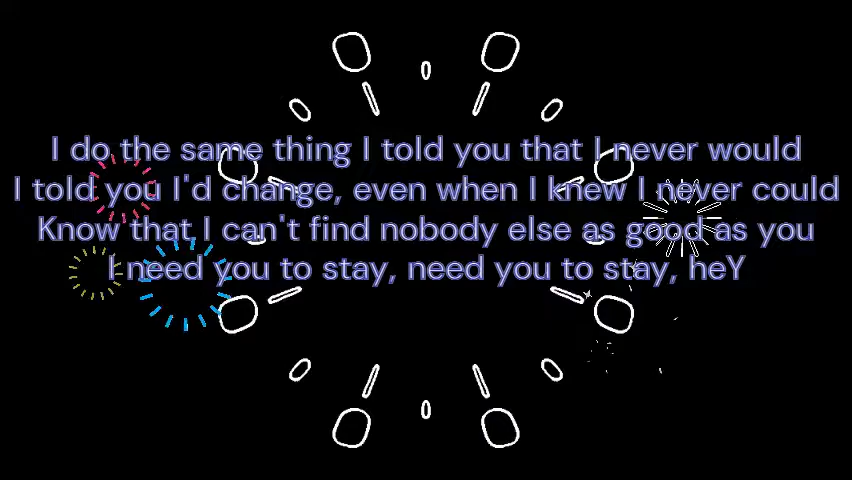 I do the same thing I told you that I never would
I told you I'd change, even when I knew I never could
Know that I can't find nobody else as good as you
I need you to stay, need you to stay, heY